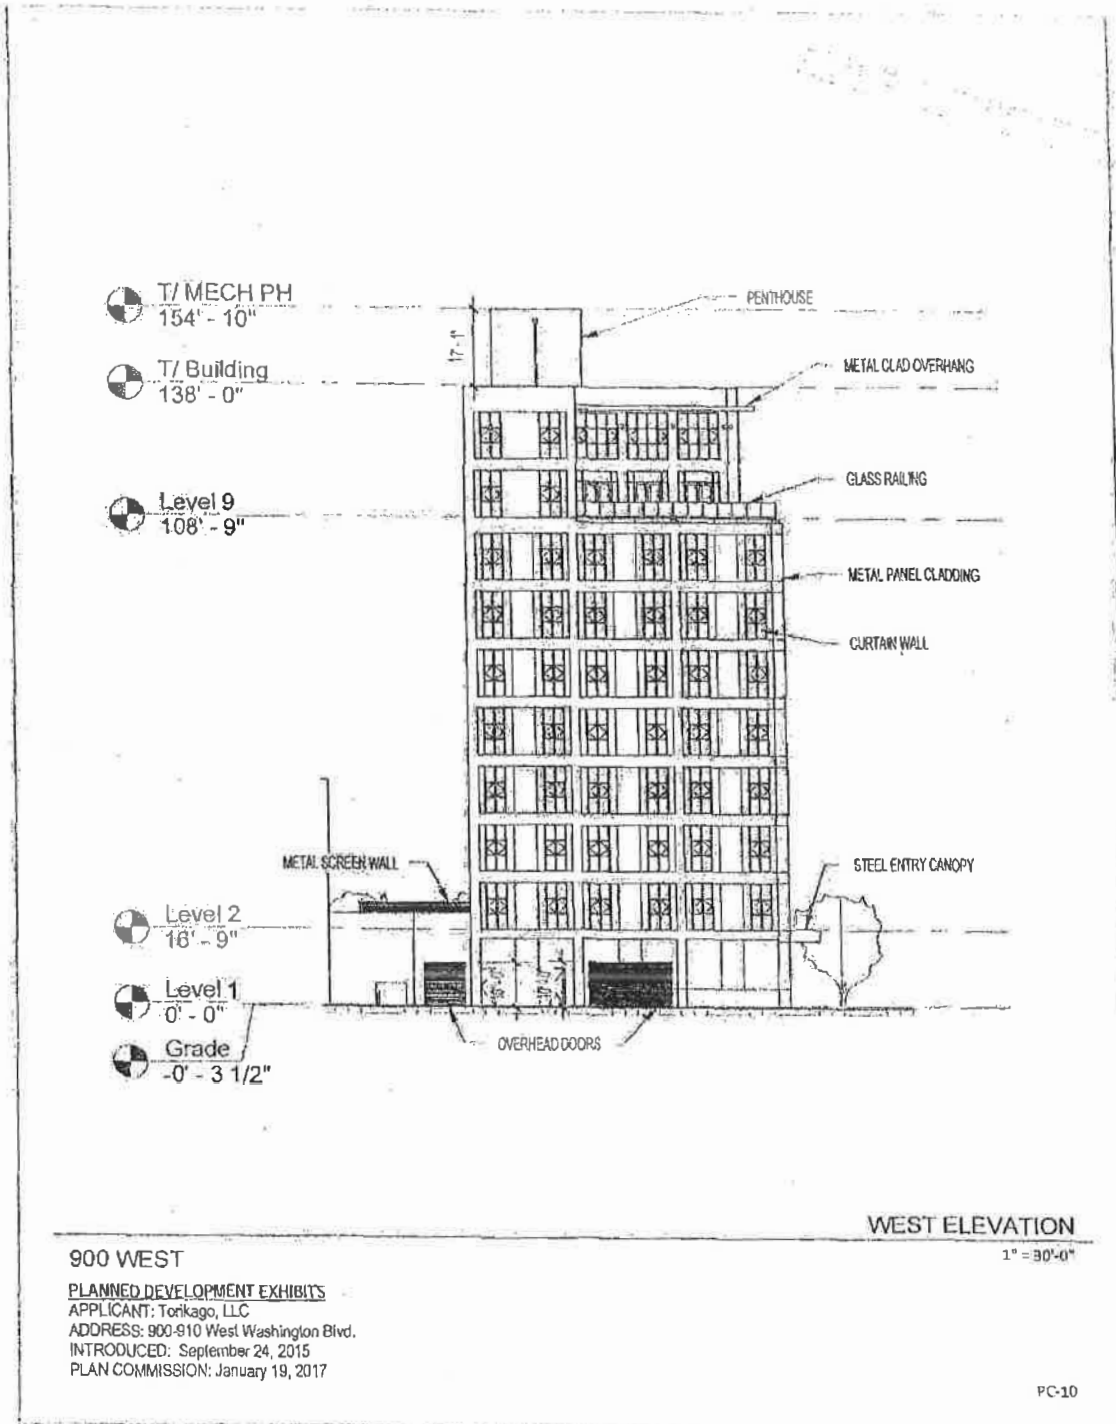 T/ MECH PH
154' - 10"
PENTHOUSE
17' - 1"
T/ Building
138' - 0"
METAL CLAD OVERHANG
Level 9
108' - 9"
GLASS RAILING
METAL PANEL CLADDING
CURTAIN WALL
METAL SCREEN WALL
STEEL ENTRY CANOPY
Level 2
16' - 9"
Level 1
0' - 0"
OVERHEAD DOORS
Grade
-0' - 3 1/2"
WEST ELEVATION
1" = 30'-0"
900 WEST
PLANNED DEVELOPMENT EXHIBITS
APPLICANT: Torikago, LLC
ADDRESS: 900-910 West Washington Blvd.
INTRODUCED: September 24, 2015
PLAN COMMISSION: January 19, 2017
PC-10